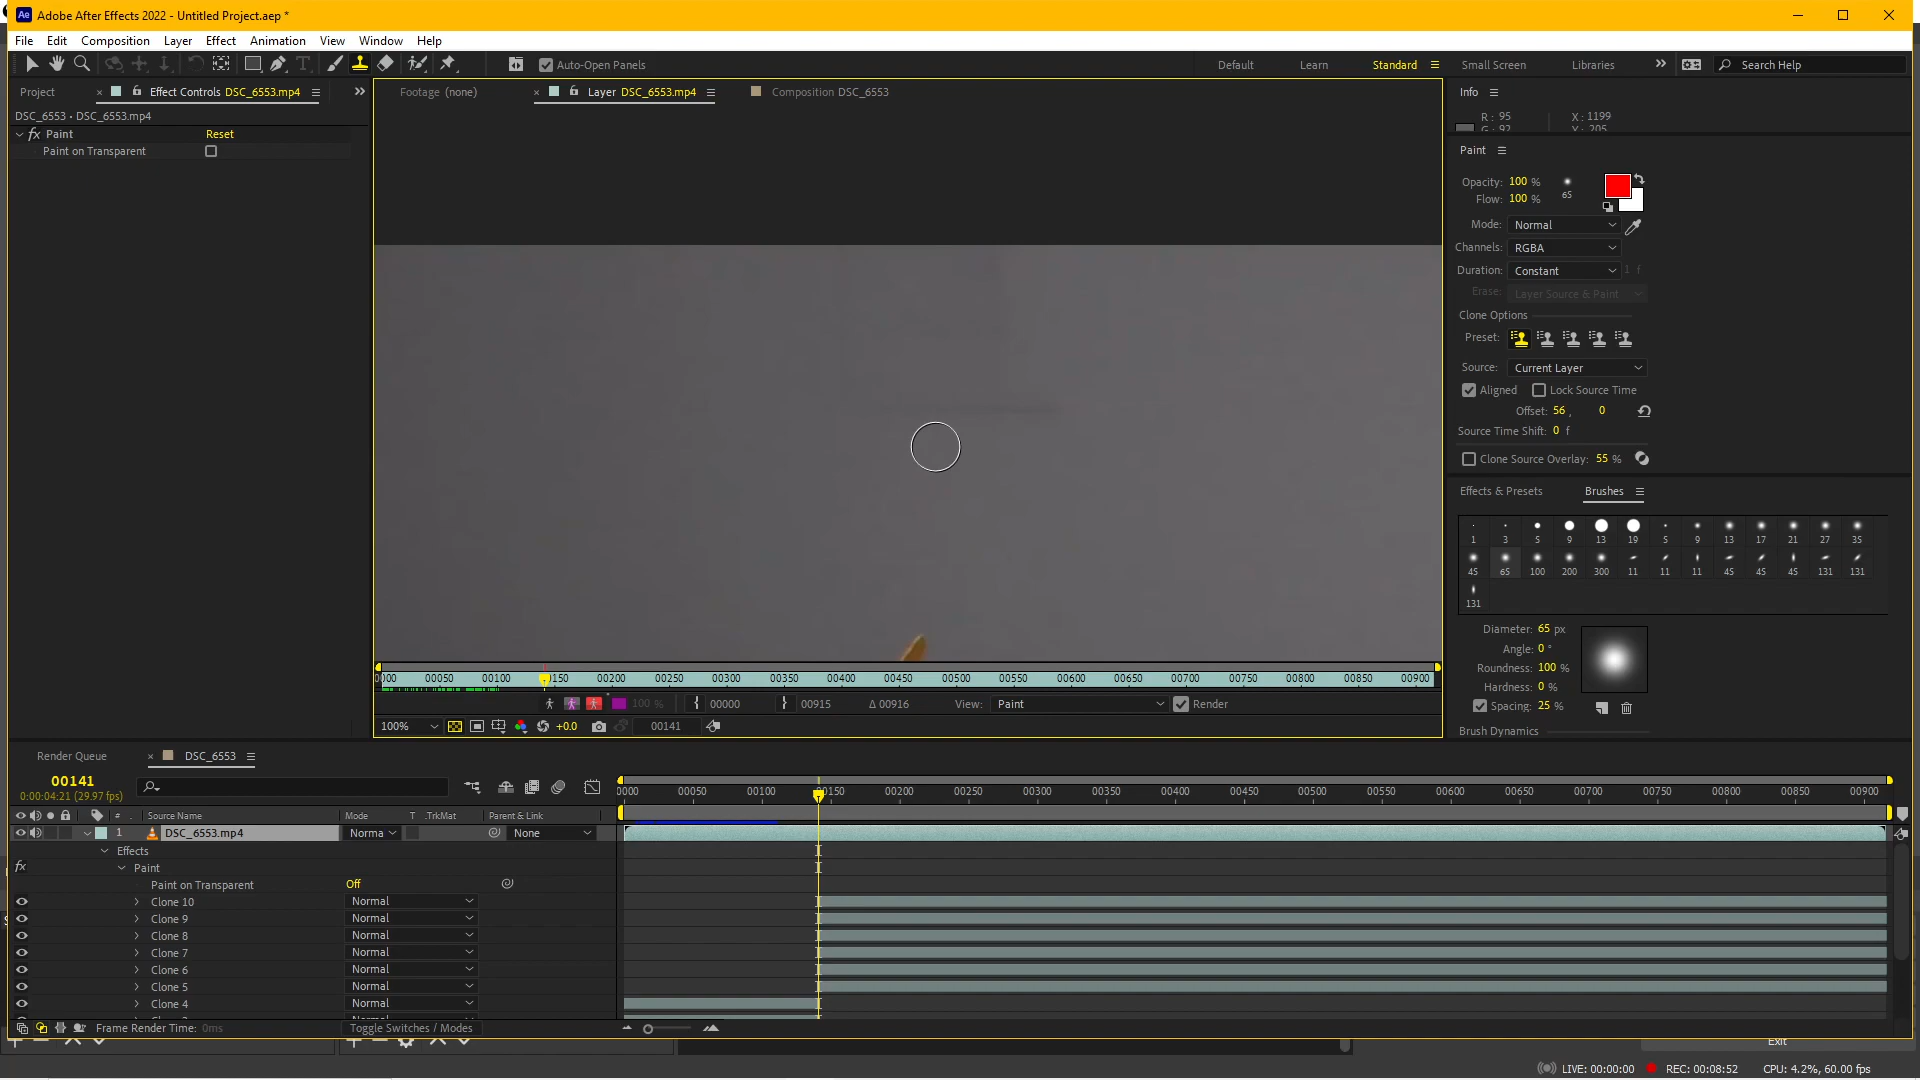 Adobe After Effects 2022 - Untitled Project.aep *
File Edit Composition Layer Effect Animation View Window Help
Auto-Open Panels
Default Learn Standard Small Screen Libraries Search Help
Project Effect Controls DSC_6553.mp4
DSC_6553 • DSC_6553.mp4
fx Paint Reset
Paint on Transparent
Footage (none) Layer DSC_6553.mp4 Composition DSC_6553
00050 00100 00200 00250 00300 00350 00400 00450 00500 00550 00600 00650 00700 00750 00800 00850 00900
100 % 00000 00915 Δ 00916 View: Paint Render
100% +0.0 00141
Info
R: 95 X: 1199
G: 92 Y: 205
Paint
Opacity: 100 %
Flow: 100 %
65
Mode: Normal
Channels: RGBA
Duration: Constant 1 f
Erase: Layer Source & Paint
Clone Options
Preset:
Source: Current Layer
Aligned Lock Source Time
Offset: 56 , 0
Source Time Shift: 0 f
Clone Source Overlay: 55 %
Effects & Presets Brushes
1 3 5 9 13 19 5 9 13 17 21 27 35
45 65 100 200 300 11 11 11 45 45 45 131 131
131
Diameter: 65 px
Angle: 0 °
Roundness: 100 %
Hardness: 0 %
Spacing: 25 %
Brush Dynamics
Render Queue DSC_6553
00141
0:00:04:21 (29.97 fps)
00050 00100 00150 00200 00250 00300 00350 00400 00450 00500 00550 00600 00650 00700 00750 00800 00850 00900
# Source Name Mode T .TrkMat Parent & Link
1 DSC_6553.mp4 Norma None
Effects
fx Paint
Paint on Transparent Off
Clone 10 Normal
Clone 9 Normal
Clone 8 Normal
Clone 7 Normal
Clone 6 Normal
Clone 5 Normal
Clone 4 Normal
Frame Render Time: 0ms Toggle Switches / Modes
Exit
LIVE: 00:00:00 REC: 00:08:52 CPU: 4.2%, 60.00 fps